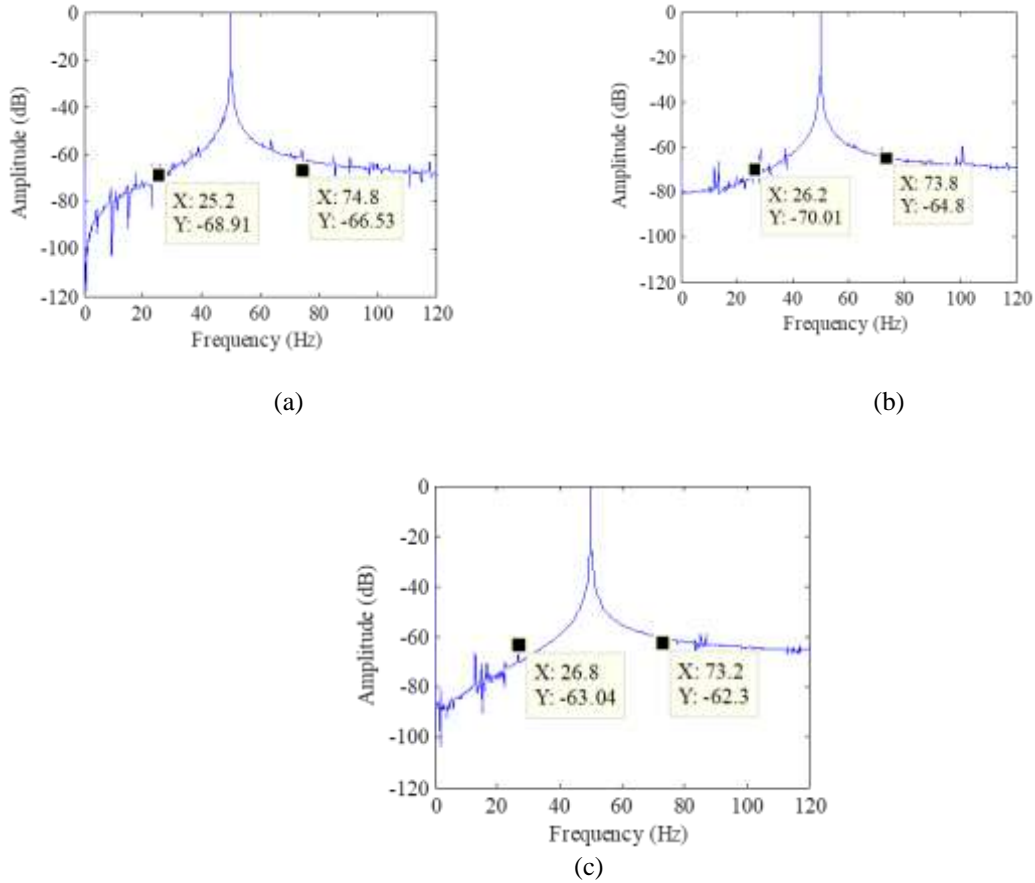 0
-20
-40
-60
-80
-100
-120
Amplitude (dB)
X: 25.2
Y: -68.91
X: 74.8
Y: -66.53
0 20 40 60 80 100 120
Frequency (Hz)
(a)
0
-20
-40
-60
-80
-100
-120
Amplitude (dB)
X: 26.2
Y: -70.01
X: 73.8
Y: -64.8
0 20 40 60 80 100 120
Frequency (Hz)
(b)
0
-20
-40
-60
-80
-100
-120
Amplitude (dB)
X: 26.8
Y: -63.04
X: 73.2
Y: -62.3
0 20 40 60 80 100 120
Frequency (Hz)
(c)